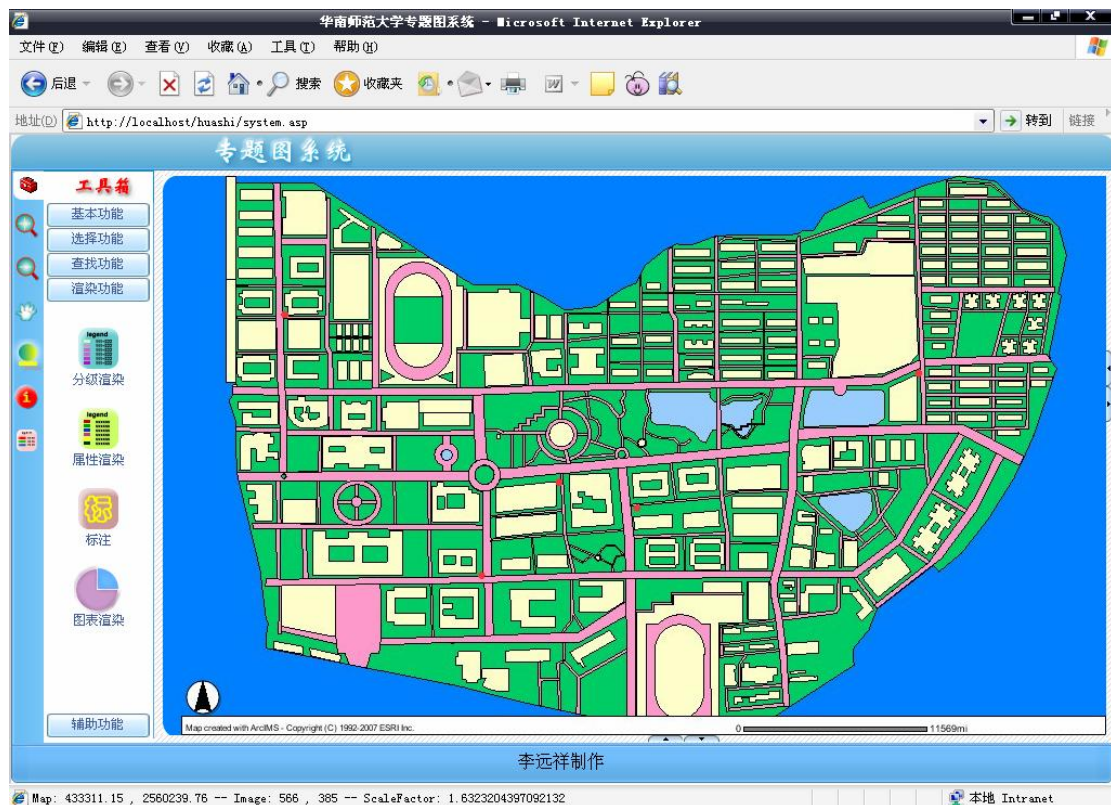 华南师范大学专题图系统 - Microsoft Internet Explorer
文件(F) 编辑(E) 查看(V) 收藏(A) 工具(T) 帮助(H)
后退 搜索 收藏夹
地址(D) http://localhost/huashi/system.asp 转到 链接
专题图系统
工具箱
基本功能
选择功能
查找功能
渲染功能
legend
分级渲染
legend
属性渲染
标
标注
图表渲染
辅助功能
Map created with ArcIMS - Copyright (C) 1992-2007 ESRI Inc.
0 11569mi
李远祥制作
Map: 433311.15 , 2560239.76 -- Image: 566 , 385 -- ScaleFactor: 1.6323204397092132 本地 Intranet